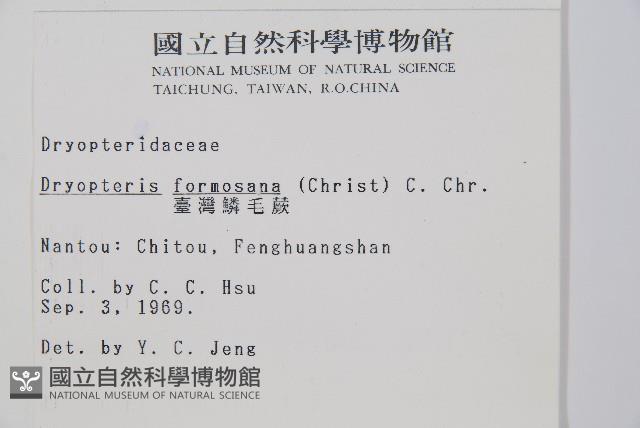 國立自然科學博物館
NATIONAL MUSEUM OF NATURAL SCIENCE
TAICHUNG, TAIWAN, R.O.CHINA
Dryopteridaceae
Dryopteris formosana (Christ) C. Chr.
臺灣鱗毛蕨
Nantou: Chitou, Fenghuangshan
Coll. by C. C. Hsu
Sep. 3, 1969.
Det. by Y. C. Jeng
國立自然科學博物館
NATIONAL MUSEUM OF NATURAL SCIENCE